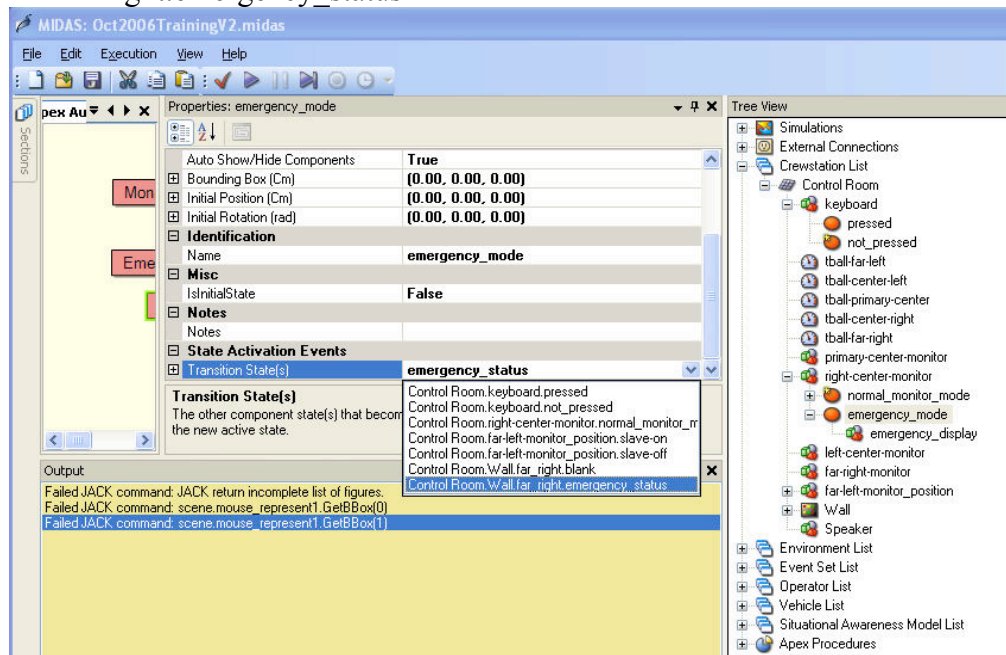 MIDAS: Oct2006TrainingV2.midas
File Edit Execution View Help
Sections
pex Au
Mon
Eme
Properties: emergency_mode
Auto Show/Hide Components True
Bounding Box (Cm) (0.00, 0.00, 0.00)
Initial Position (Cm) (0.00, 0.00, 0.00)
Initial Rotation (rad) (0.00, 0.00, 0.00)
Identification
Name emergency_mode
Misc
IsInitialState False
Notes
Notes
State Activation Events
Transition State(s) emergency_status
Transition State(s)
The other component state(s) that becom
the new active state.
Control Room.keyboard.pressed
Control Room.keyboard.not_pressed
Control Room.right-center-monitor.normal_monitor_m
Control Room.far-left-monitor_position.slave-on
Control Room.far-left-monitor_position.slave-off
Control Room.Wall.far_right.blank
Control Room.Wall.far_right.emergency_status
Output
Failed JACK command: JACK return incomplete list of figures.
Failed JACK command: scene.mouse_represent1.GetBBox(0)
Failed JACK command: scene.mouse_represent1.GetBBox(1)
Tree View
Simulations
External Connections
Crewstation List
Control Room
keyboard
pressed
not_pressed
tball-far-left
tball-center-left
tball-primary-center
tball-center-right
tball-far-right
primary-center-monitor
right-center-monitor
normal_monitor_mode
emergency_mode
emergency_display
left-center-monitor
far-right-monitor
far-left-monitor_position
Wall
Speaker
Environment List
Event Set List
Operator List
Vehicle List
Situational Awareness Model List
Apex Procedures